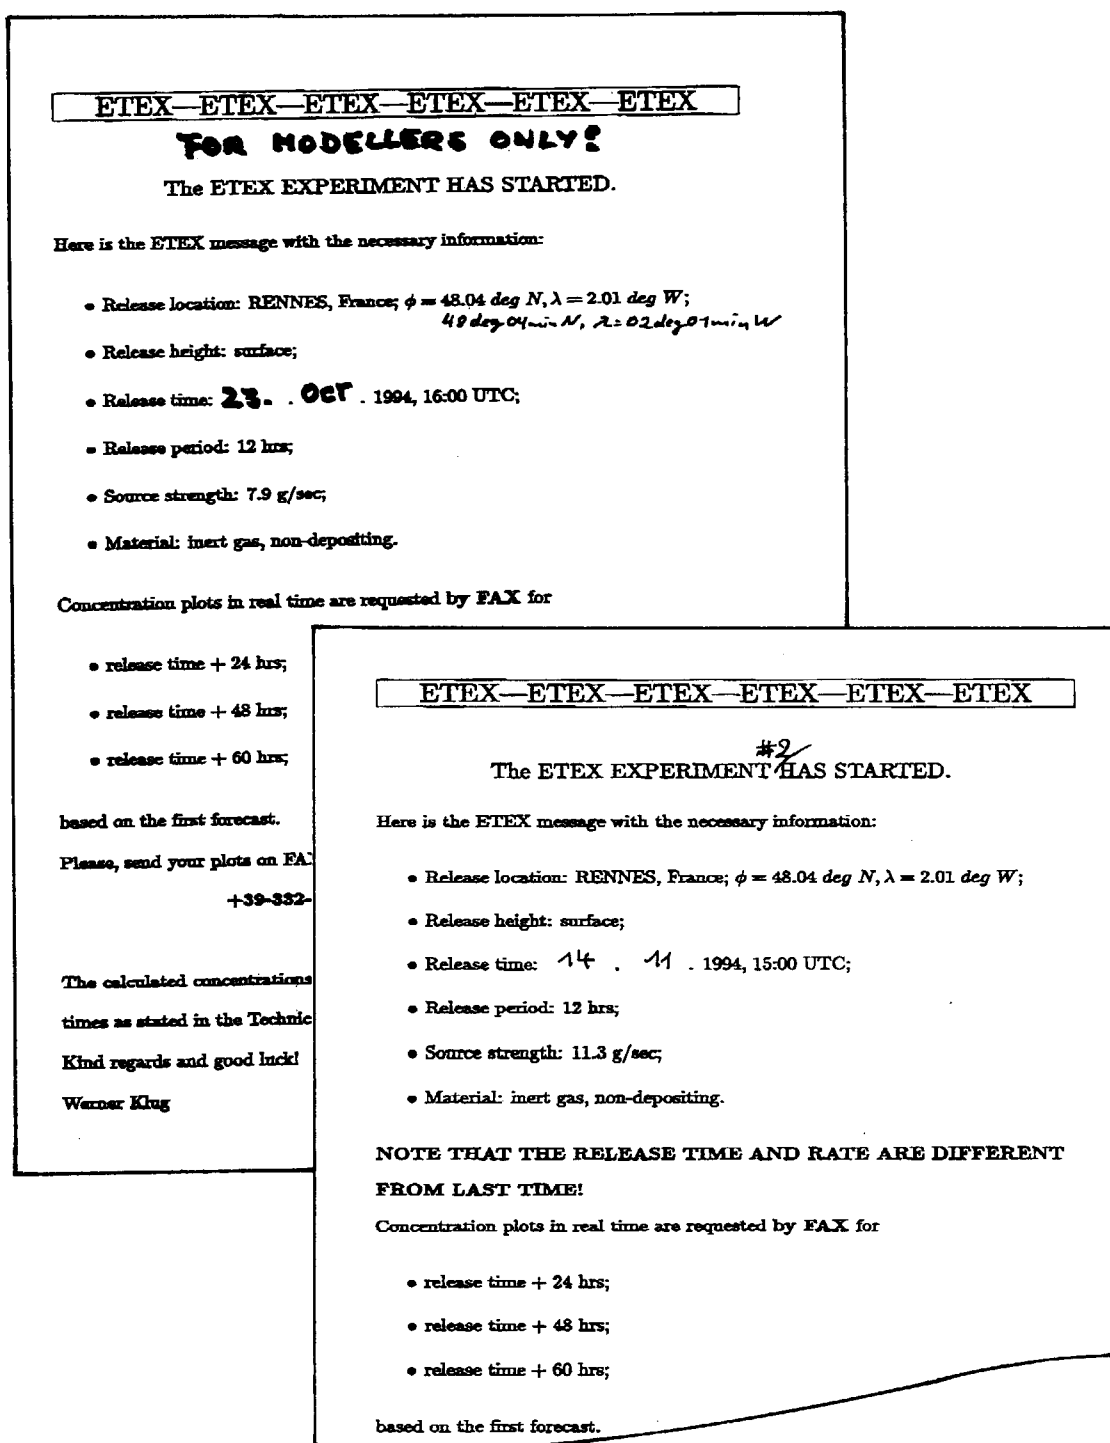 ETEX—ETEX—ETEX—ETEX—ETEX—ETEX
FOR MODELLERS ONLY!
The ETEX EXPERIMENT HAS STARTED.
Here is the ETEX message with the necessary information:
• Release location: RENNES, France; ϕ = 48.04 deg N, λ = 2.01 deg W;
48 deg 04 min N, λ = 02 deg 01 min W
• Release height: surface;
• Release time: 23. . Oct . 1994, 16:00 UTC;
• Release period: 12 hrs;
• Source strength: 7.9 g/sec;
• Material: inert gas, non-depositing.
Concentration plots in real time are requested by FAX for
• release time + 24 hrs;
• release time + 48 hrs;
• release time + 60 hrs;
based on the first forecast.
Please, send your plots on FA
+39-332-
The calculated concentrations
times as stated in the Technic
Kind regards and good luck!
Werner Klug
ETEX—ETEX—ETEX—ETEX—ETEX—ETEX
#2
The ETEX EXPERIMENT HAS STARTED.
Here is the ETEX message with the necessary information:
• Release location: RENNES, France; ϕ = 48.04 deg N, λ = 2.01 deg W;
• Release height: surface;
• Release time: 14 . 11 . 1994, 15:00 UTC;
• Release period: 12 hrs;
• Source strength: 11.3 g/sec;
• Material: inert gas, non-depositing.
NOTE THAT THE RELEASE TIME AND RATE ARE DIFFERENT
FROM LAST TIME!
Concentration plots in real time are requested by FAX for
• release time + 24 hrs;
• release time + 48 hrs;
• release time + 60 hrs;
based on the first forecast.